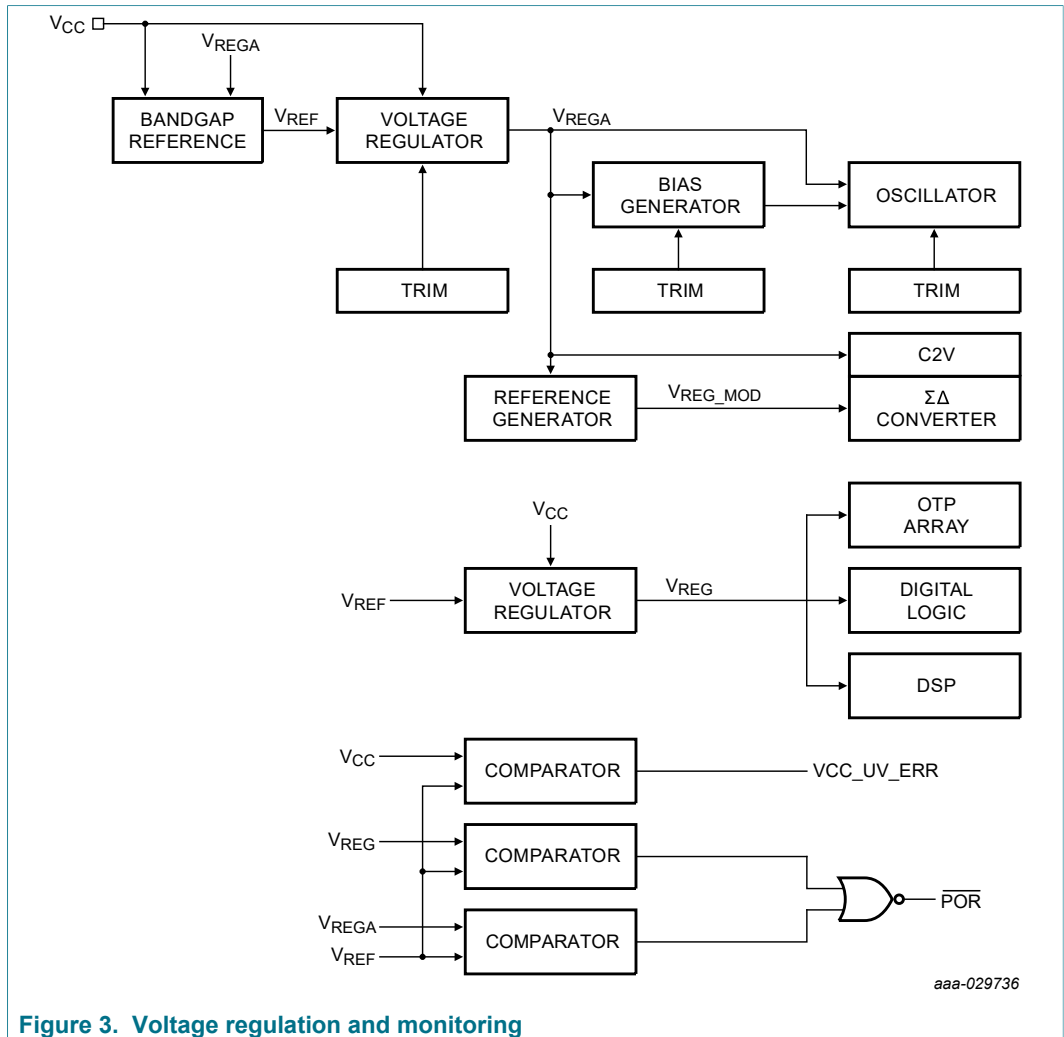 VCC
VREGA
BANDGAP
REFERENCE
VREF
VOLTAGE
REGULATOR
VREGA
BIAS
GENERATOR
OSCILLATOR
TRIM
TRIM
TRIM
C2V
REFERENCE
GENERATOR
VREG_MOD
ΣΔ
CONVERTER
VCC
OTP
ARRAY
VREF
VOLTAGE
REGULATOR
VREG
DIGITAL
LOGIC
DSP
VCC
COMPARATOR
VCC_UV_ERR
VREG
COMPARATOR
POR
VREGA
VREF
COMPARATOR
aaa-029736
Figure 3. Voltage regulation and monitoring